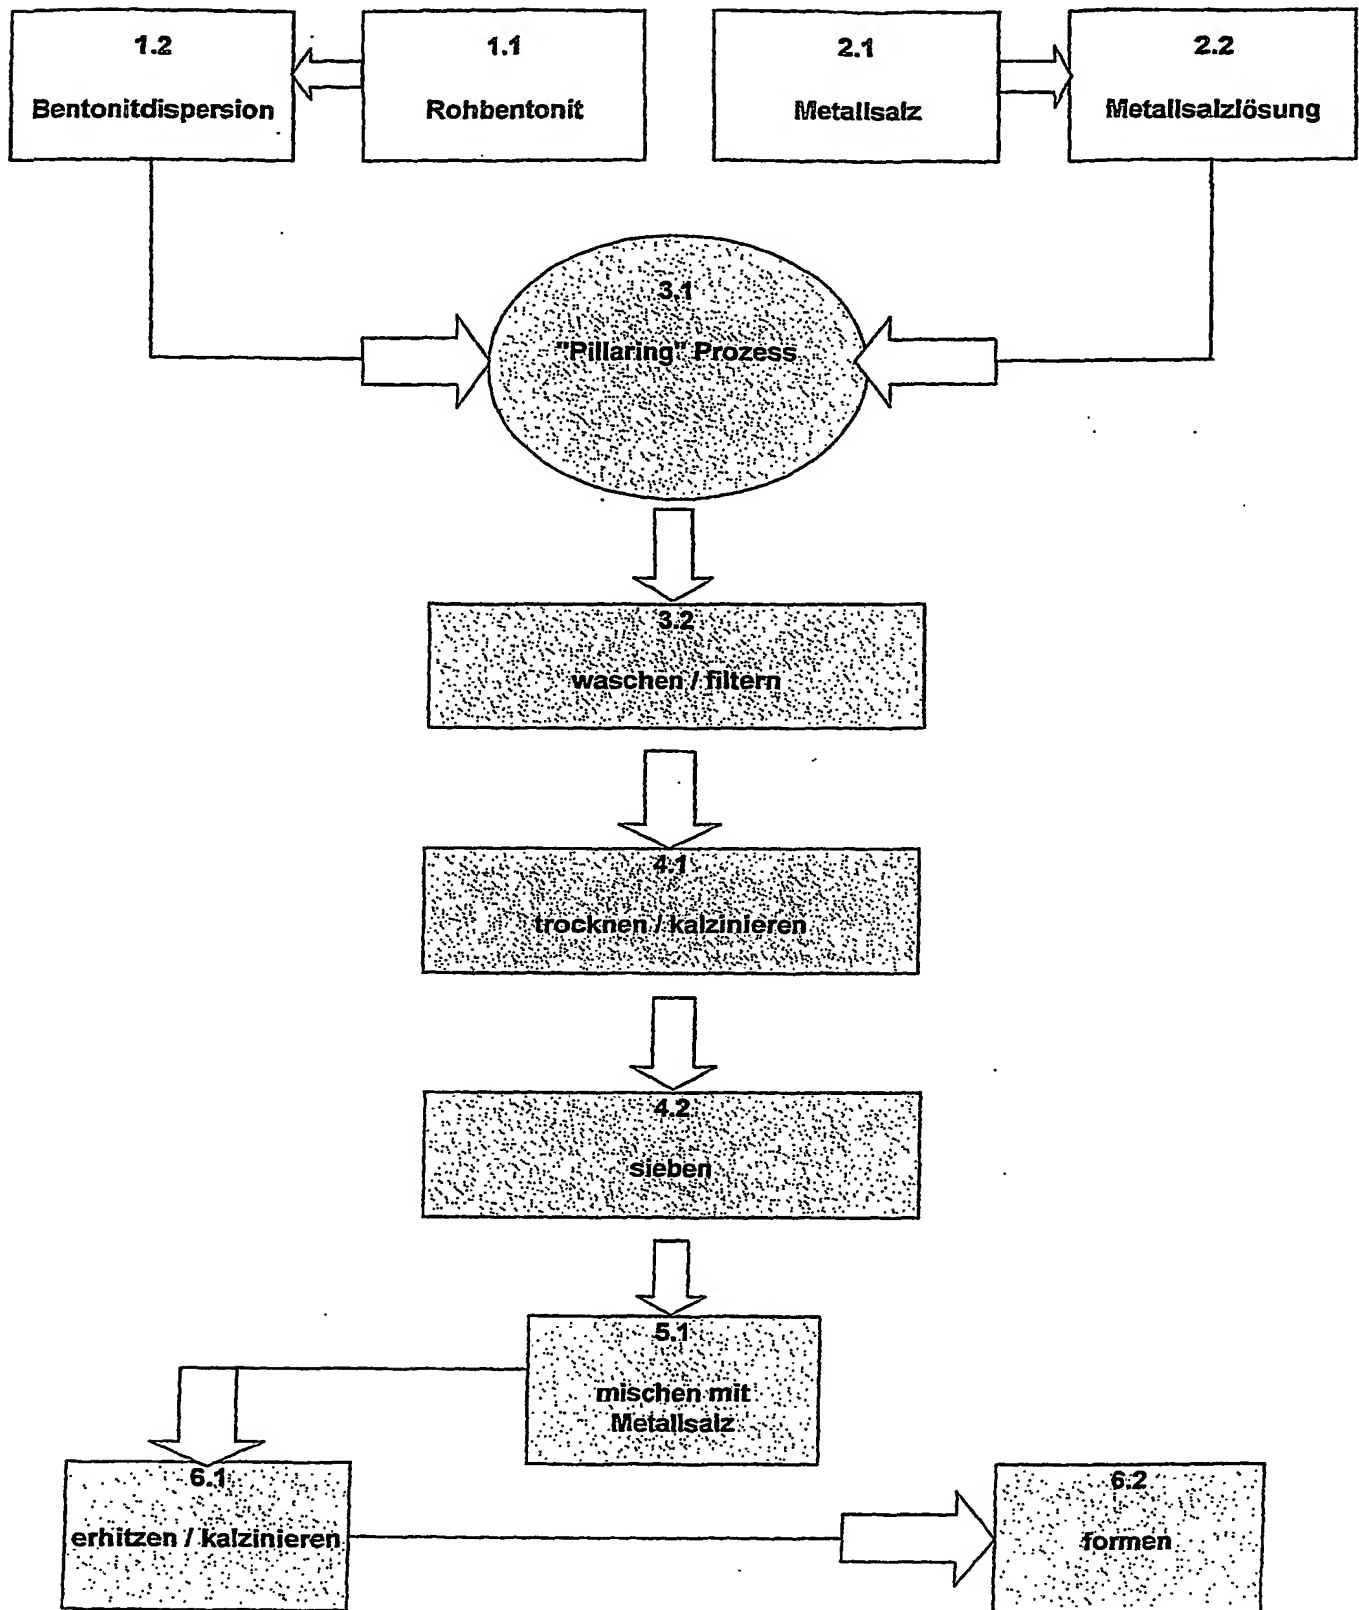 1.2
Bentonitdispersion
1.1
Rohbentonit
2.1
Metallsalz
2.2
Metallsalzlösung
3.1
"Pillaring" Prozess
3.2
waschen / filtern
4.1
trocknen / kalzinieren
4.2
sieben
5.1
mischen mit
Metallsalz
6.1
erhitzen / kalzinieren
6.2
formen